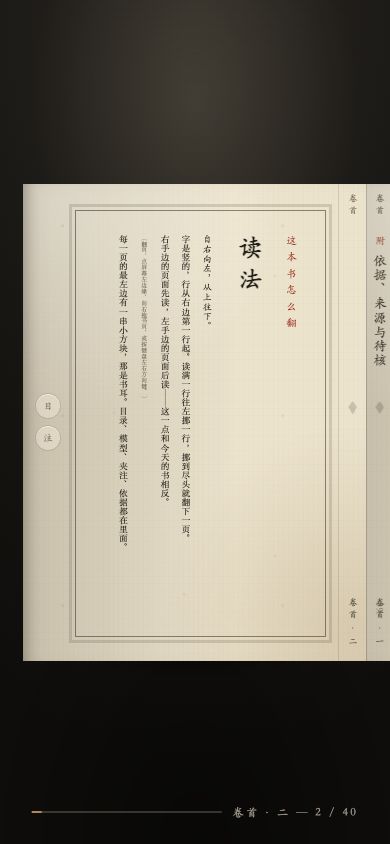 卷首
附 依据、来源与待核
卷首·一
卷首
卷首·二
这本书怎么翻
读法
自右向左，从上往下。
字是竖的，行从右边第一行起。读满一行往左挪一行，挪到尽头就翻下一页。
右手边的页面先读，左手边的页面后读——这一点和今天的书相反。
每一页的最左边有一串小方块，那是书耳。目录、模型、夹注、依据都在里面。
目
注
卷首 · 二 — 2 / 40